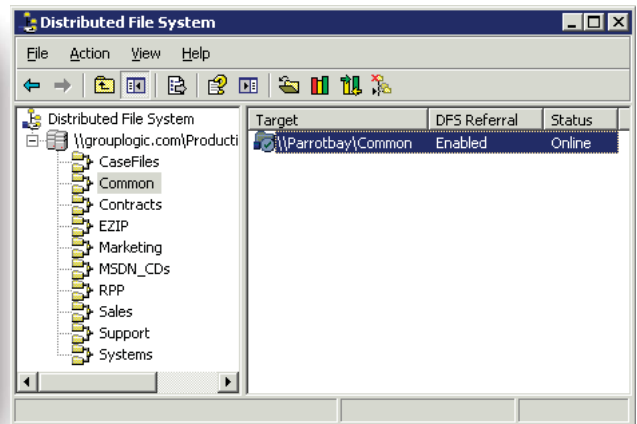 Distributed File System
File Action View Help
Distributed File System
\\grouplogic.com\Producti
CaseFiles
Common
Contracts
EZIP
Marketing
MSDN_CDs
RPP
Sales
Support
Systems
Target DFS Referral Status
\\Parrotbay\Common Enabled Online